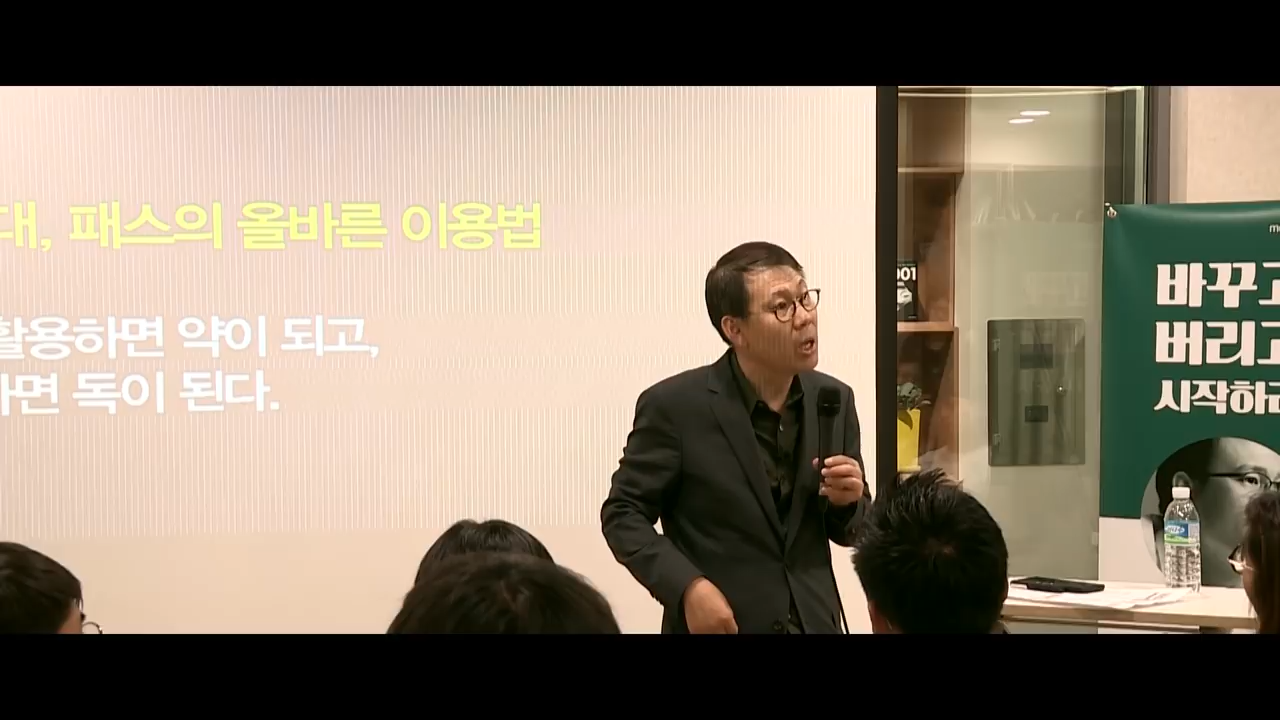 대, 패스의 올바른 이용법
활용하면 약이 되고,
하면 독이 된다.
바꾸고
버리고
시작하라